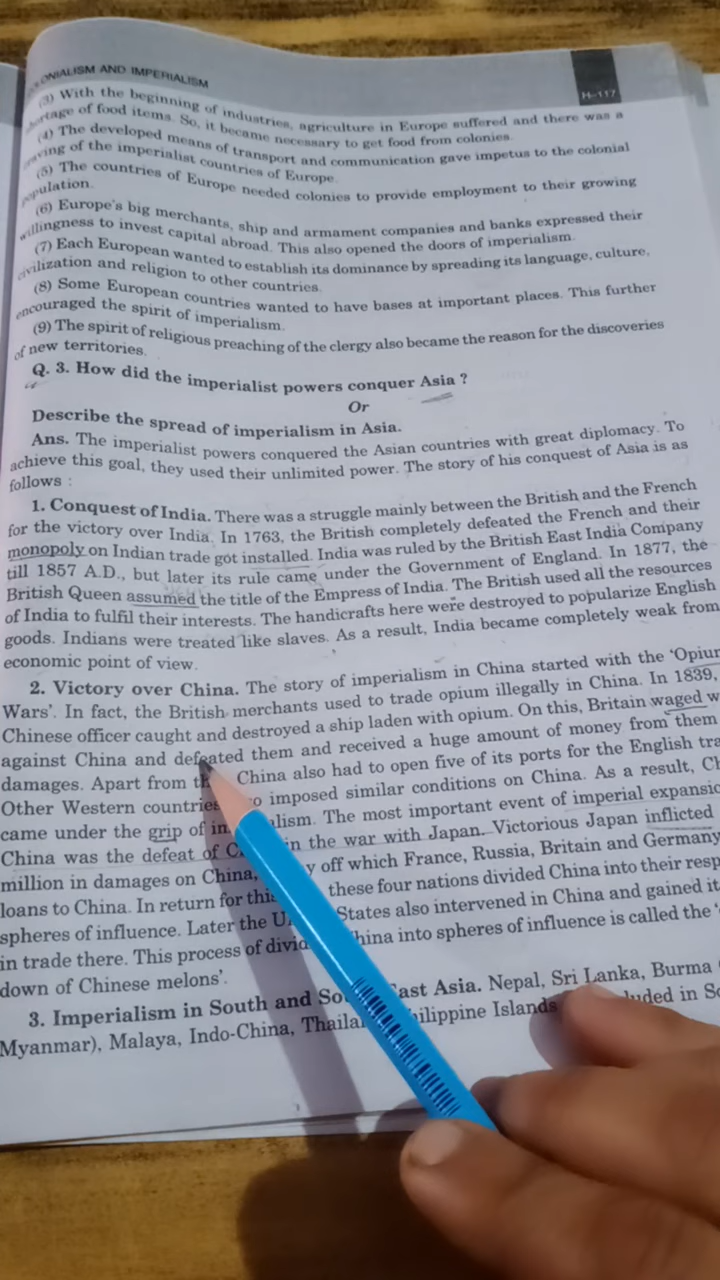 ONIALISM AND IMPERIALISM
H-117
(3) With the beginning of industries, agriculture in Europe suffered and there was a
of food items. So, it became necessary to get food from colonies.
(4) The developed means of transport and communication gave impetus to the colonial
of the imperialist countries of Europe.
(5) The countries of Europe needed colonies to provide employment to their growing
population.
(6) Europe's big merchants, ship and armament companies and banks expressed their
willingness to invest capital abroad. This also opened the doors of imperialism.
(7) Each European wanted to establish its dominance by spreading its language, culture,
civilization and religion to other countries.
(8) Some European countries wanted to have bases at important places. This further
encouraged the spirit of imperialism.
(9) The spirit of religious preaching of the clergy also became the reason for the discoveries
of new territories.
Q. 3. How did the imperialist powers conquer Asia ?
Or
Describe the spread of imperialism in Asia.
Ans. The imperialist powers conquered the Asian countries with great diplomacy. To
achieve this goal, they used their unlimited power. The story of his conquest of Asia is as
follows :
1. Conquest of India. There was a struggle mainly between the British and the French
for the victory over India. In 1763, the British completely defeated the French and their
monopoly on Indian trade got installed. India was ruled by the British East India Company
till 1857 A.D., but later its rule came under the Government of England. In 1877, the
British Queen assumed the title of the Empress of India. The British used all the resources
of India to fulfil their interests. The handicrafts here were destroyed to popularize English
goods. Indians were treated like slaves. As a result, India became completely weak from
economic point of view.
2. Victory over China. The story of imperialism in China started with the 'Opiu
Wars'. In fact, the British merchants used to trade opium illegally in China. In 1839,
Chinese officer caught and destroyed a ship laden with opium. On this, Britain waged w
against China and defeated them and received a huge amount of money from them
damages. Apart from th China also had to open five of its ports for the English tra
Other Western countries to imposed similar conditions on China. As a result, Ch
came under the grip of im alism. The most important event of imperial expansio
China was the defeat of C in the war with Japan. Victorious Japan inflicted
million in damages on China, y off which France, Russia, Britain and Germany
loans to China. In return for this these four nations divided China into their resp
spheres of influence. Later the U States also intervened in China and gained it
in trade there. This process of divid hina into spheres of influence is called the '
down of Chinese melons'.
3. Imperialism in South and So East Asia. Nepal, Sri Lanka, Burma
Myanmar), Malaya, Indo-China, Thaila hilippine Islands luded in So